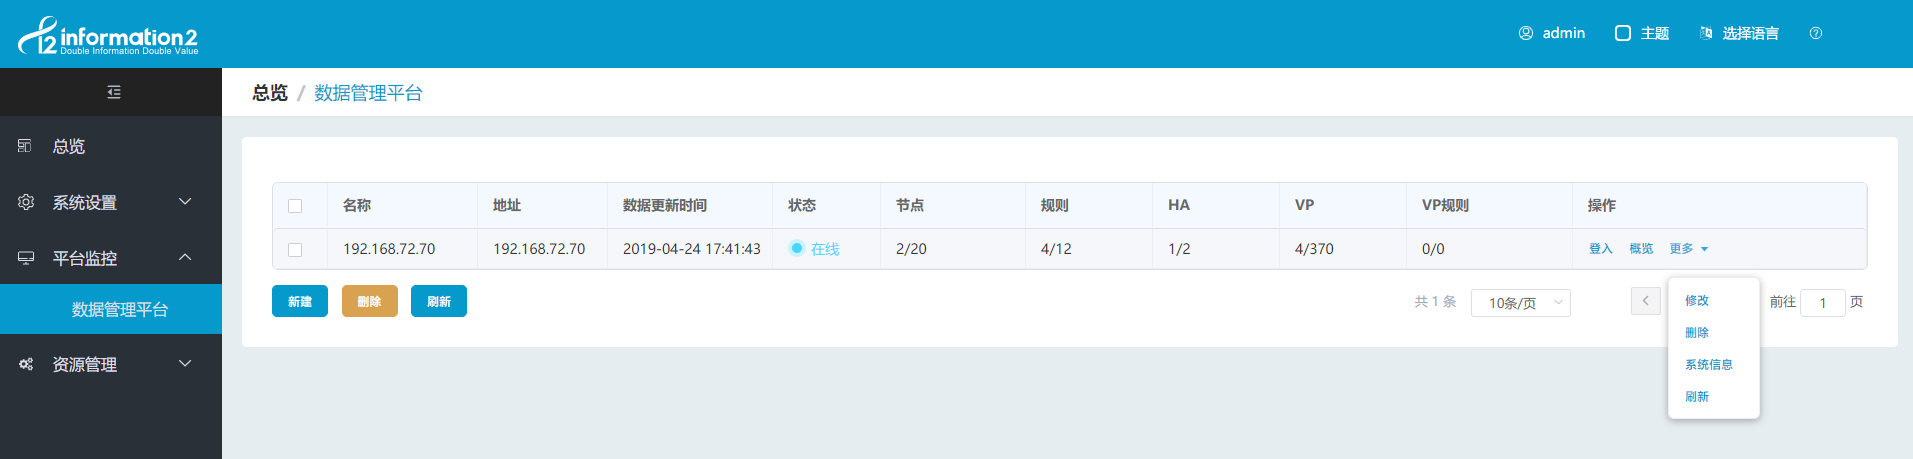 information2
Double Information Double Value
admin 主题 选择语言
总览 / 数据管理平台
总览
系统设置
平台监控
数据管理平台
资源管理
名称 地址 数据更新时间 状态 节点 规则 HA VP VP规则 操作
192.168.72.70 192.168.72.70 2019-04-24 17:41:43 在线 2/20 4/12 1/2 4/370 0/0 登入 概览 更多
新建 删除 刷新 共 1 条 10条/页 前往 1 页
修改
删除
系统信息
刷新